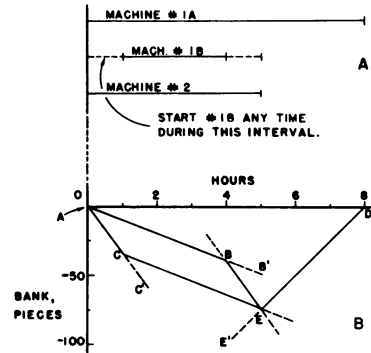 MACHINE # 1A
MACH. # 1B
A
MACHINE # 2
START # 1B ANY TIME
DURING THIS INTERVAL.
HOURS
0 2 4 6 8
A D
B B'
C
C'
-50
BANK,
PIECES
E
E'
B
-100